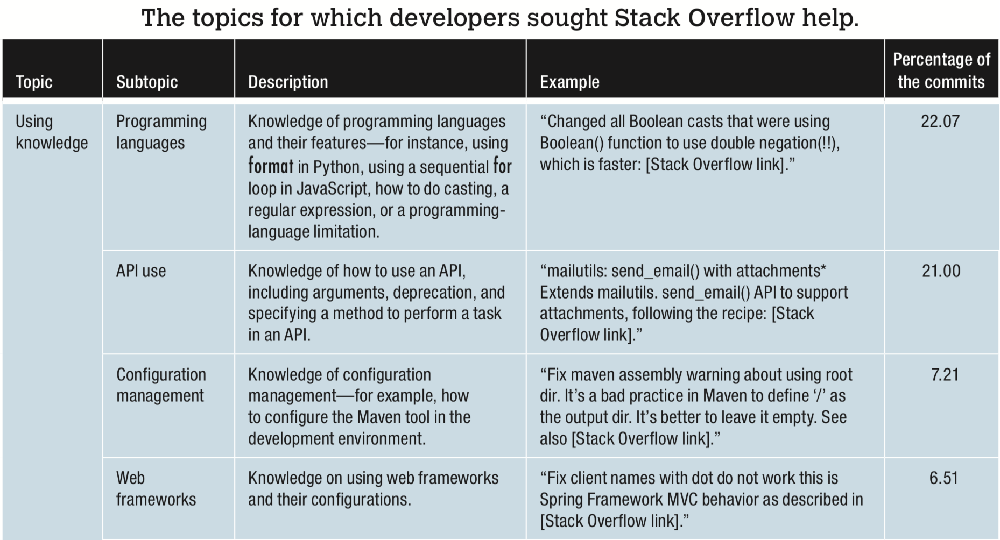 The topics for which developers sought Stack Overflow help.
Topic
Subtopic
Description
Example
Percentage of
the commits
Using
knowledge
Programming
languages
Knowledge of programming languages
and their features—for instance, using
format in Python, using a sequential for
loop in JavaScript, how to do casting, a
regular expression, or a programming-
language limitation.
“Changed all Boolean casts that were using
Boolean() function to use double negation(!!),
which is faster: [Stack Overflow link].”
22.07
API use
Knowledge of how to use an API,
including arguments, deprecation, and
specifying a method to perform a task
in an API.
“mailutils: send_email() with attachments*
Extends mailutils. send_email() API to support
attachments, following the recipe: [Stack
Overflow link].”
21.00
Configuration
management
Knowledge of configuration
management—for example, how
to configure the Maven tool in the
development environment.
“Fix maven assembly warning about using root
dir. It’s a bad practice in Maven to define ‘/’ as
the output dir. It’s better to leave it empty. See
also [Stack Overflow link].”
7.21
Web
frameworks
Knowledge on using web frameworks
and their configurations.
“Fix client names with dot do not work this is
Spring Framework MVC behavior as described in
[Stack Overflow link].”
6.51